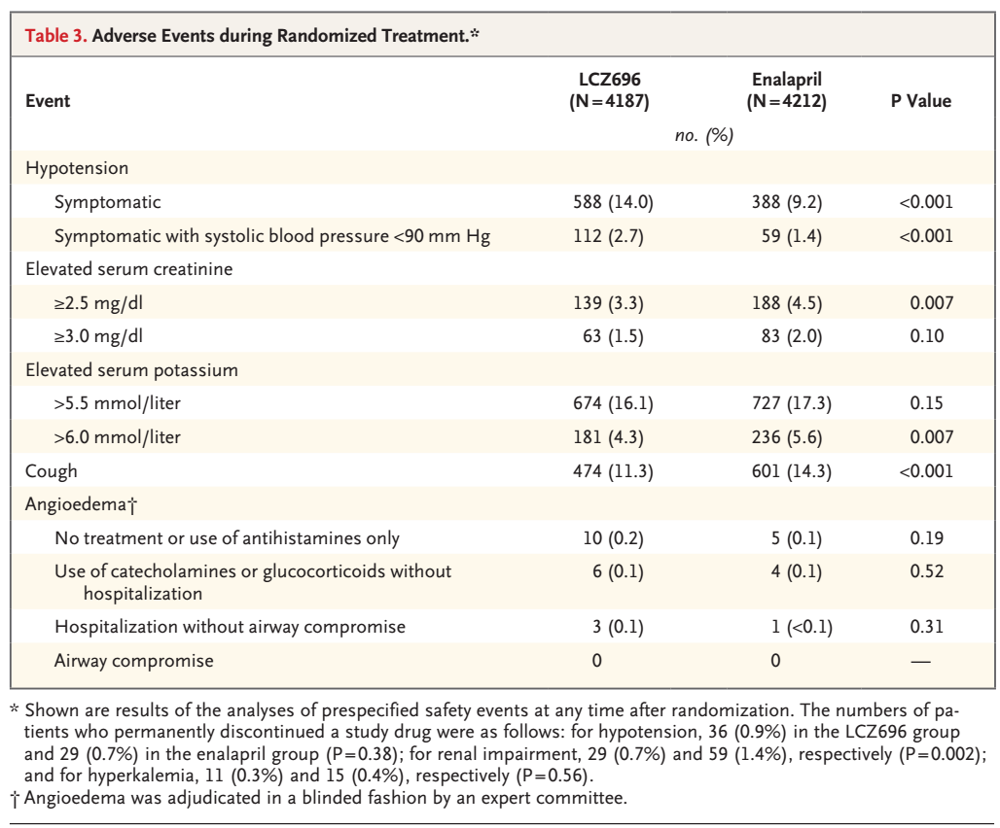 Table 3. Adverse Events during Randomized Treatment.*
Event LCZ696 (N=4187) Enalapril (N=4212) P Value
no. (%)
Hypotension
Symptomatic 588 (14.0) 388 (9.2) <0.001
Symptomatic with systolic blood pressure <90 mm Hg 112 (2.7) 59 (1.4) <0.001
Elevated serum creatinine
≥2.5 mg/dl 139 (3.3) 188 (4.5) 0.007
≥3.0 mg/dl 63 (1.5) 83 (2.0) 0.10
Elevated serum potassium
>5.5 mmol/liter 674 (16.1) 727 (17.3) 0.15
>6.0 mmol/liter 181 (4.3) 236 (5.6) 0.007
Cough 474 (11.3) 601 (14.3) <0.001
Angioedema†
No treatment or use of antihistamines only 10 (0.2) 5 (0.1) 0.19
Use of catecholamines or glucocorticoids without 6 (0.1) 4 (0.1) 0.52
hospitalization
Hospitalization without airway compromise 3 (0.1) 1 (<0.1) 0.31
Airway compromise 0 0 —
* Shown are results of the analyses of prespecified safety events at any time after randomization. The numbers of pa-
tients who permanently discontinued a study drug were as follows: for hypotension, 36 (0.9%) in the LCZ696 group
and 29 (0.7%) in the enalapril group (P=0.38); for renal impairment, 29 (0.7%) and 59 (1.4%), respectively (P=0.002);
and for hyperkalemia, 11 (0.3%) and 15 (0.4%), respectively (P=0.56).
† Angioedema was adjudicated in a blinded fashion by an expert committee.